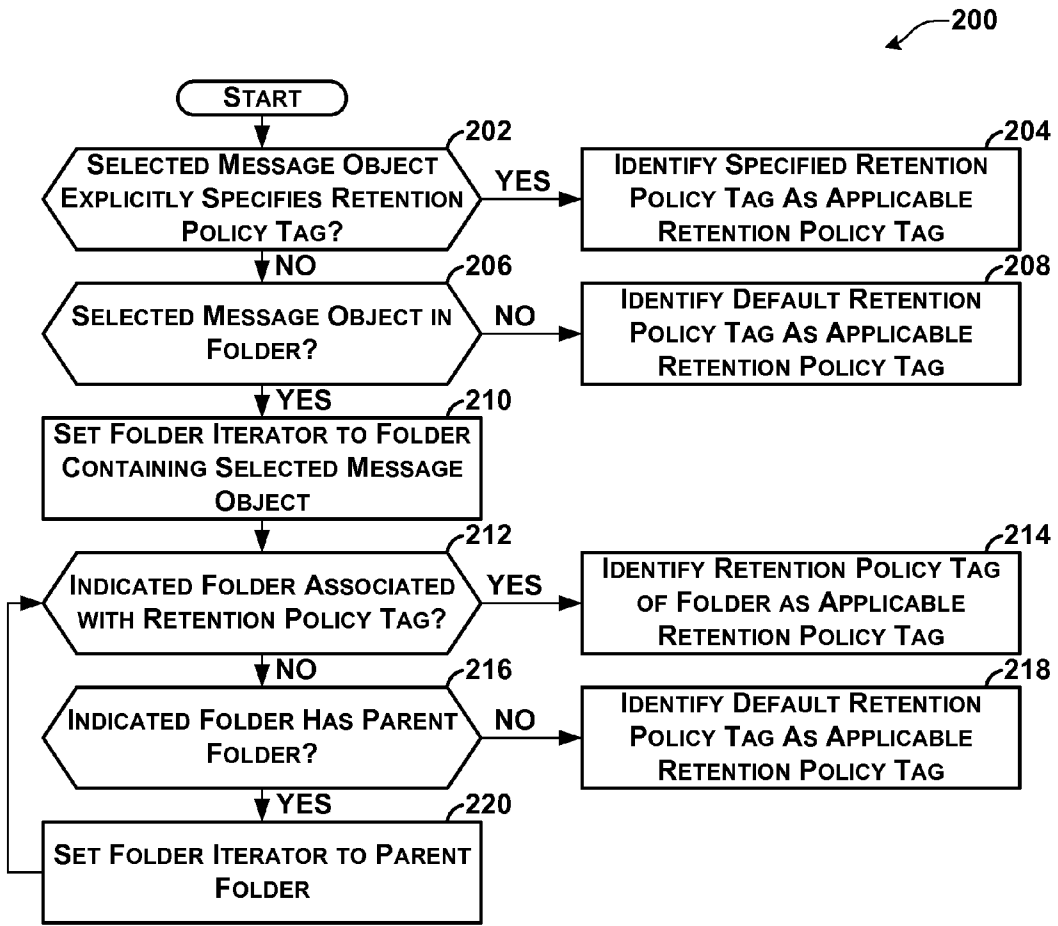 200
START
202
SELECTED MESSAGE OBJECT
EXPLICITLY SPECIFIES RETENTION
POLICY TAG?
YES
204
IDENTIFY SPECIFIED RETENTION
POLICY TAG AS APPLICABLE
RETENTION POLICY TAG
NO
206
SELECTED MESSAGE OBJECT IN
FOLDER?
NO
208
IDENTIFY DEFAULT RETENTION
POLICY TAG AS APPLICABLE
RETENTION POLICY TAG
YES
210
SET FOLDER ITERATOR TO FOLDER
CONTAINING SELECTED MESSAGE
OBJECT
212
INDICATED FOLDER ASSOCIATED
WITH RETENTION POLICY TAG?
YES
214
IDENTIFY RETENTION POLICY TAG
OF FOLDER AS APPLICABLE
RETENTION POLICY TAG
NO
216
INDICATED FOLDER HAS PARENT
FOLDER?
NO
218
IDENTIFY DEFAULT RETENTION
POLICY TAG AS APPLICABLE
RETENTION POLICY TAG
YES
220
SET FOLDER ITERATOR TO PARENT
FOLDER